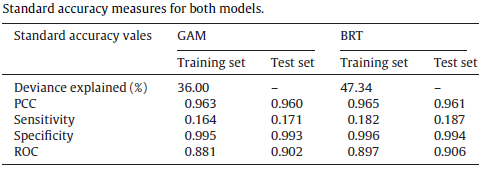 Standard accuracy measures for both models.
Standard accuracy vales GAM BRT
Training set Test set Training set Test set
Deviance explained (%) 36.00 – 47.34 –
PCC 0.963 0.960 0.965 0.961
Sensitivity 0.164 0.171 0.182 0.187
Specificity 0.995 0.993 0.996 0.994
ROC 0.881 0.902 0.897 0.906